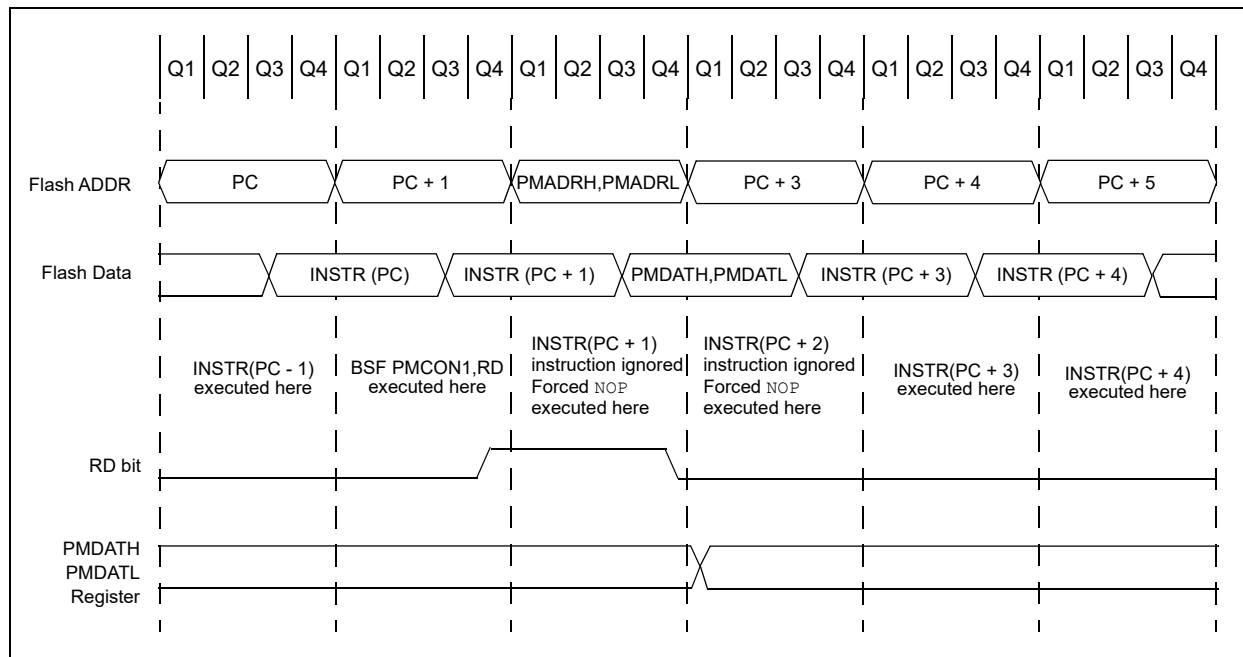 Q1 Q2 Q3 Q4 Q1 Q2 Q3 Q4 Q1 Q2 Q3 Q4 Q1 Q2 Q3 Q4 Q1 Q2 Q3 Q4 Q1 Q2 Q3 Q4
Flash ADDR PC PC + 1 PMADRH,PMADRL PC + 3 PC + 4 PC + 5
Flash Data INSTR (PC) INSTR (PC + 1) PMDATH,PMDATL INSTR (PC + 3) INSTR (PC + 4)
INSTR(PC - 1)
executed here
BSF PMCON1,RD
executed here
INSTR(PC + 1)
instruction ignored
Forced NOP
executed here
INSTR(PC + 2)
instruction ignored
Forced NOP
executed here
INSTR(PC + 3)
executed here
INSTR(PC + 4)
executed here
RD bit
PMDATH
PMDATL
Register